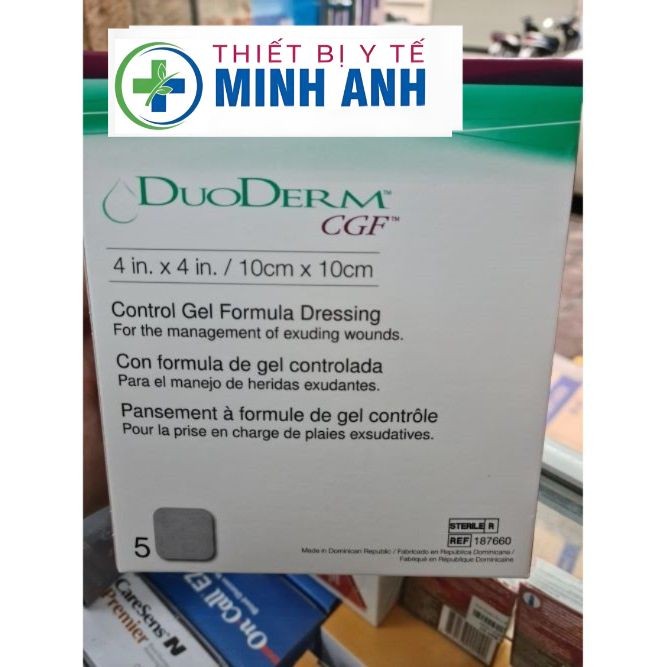 THIẾT BỊ Y TẾ
MINH ANH
DUODERM™
CGF™
4 in. x 4 in. / 10cm x 10cm
Control Gel Formula Dressing
For the management of exuding wounds.
Con formula de gel controlada
Para el manejo de heridas exudantes.
Pansement à formule de gel contrôle
Pour la prise en charge de plaies exsudatives.
5
STERILE R
REF 187660
Made in Dominican Republic / Fabricado en República Dominicana /
Fabriqué en République Dominicaine
CareSens N
Premier
On Call EZ